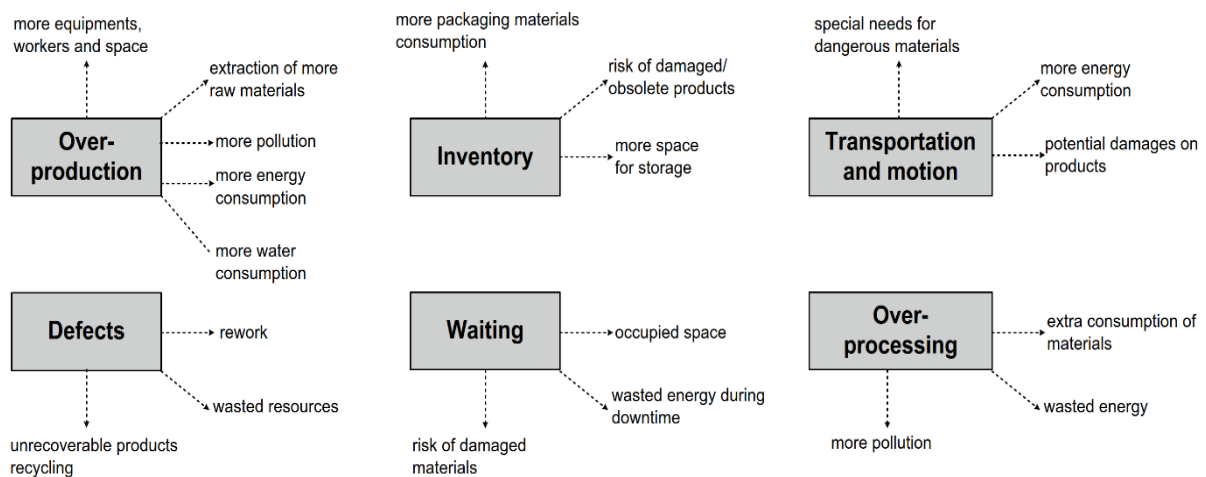 more equipments,
workers and space
extraction of more
raw materials
Over-
production
more pollution
more energy
consumption
more water
consumption
more packaging materials
consumption
risk of damaged/
obsolete products
Inventory
more space
for storage
special needs for
dangerous materials
more energy
consumption
Transportation
and motion
potential damages on
products
Defects
rework
wasted resources
unrecoverable products
recycling
Waiting
occupied space
wasted energy during
downtime
risk of damaged
materials
Over-
processing
extra consumption of
materials
wasted energy
more pollution